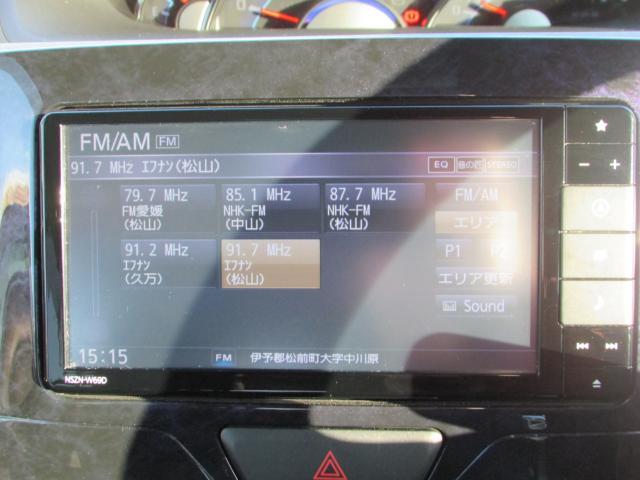 FM/AM FM
91.7 MHz エフナン(松山) EQ 音の匠 STEREO
79.7 MHz
FM愛媛
(松山)
85.1 MHz
NHK-FM
(中山)
87.7 MHz
NHK-FM
(松山)
FM/AM
エリア
91.2 MHz
エフナン
(久万)
91.7 MHz
エフナン
(松山)
P1 P2
エリア更新
Sound
15:15 FM 伊予郡松前町大字中川原
NSZN-W69D